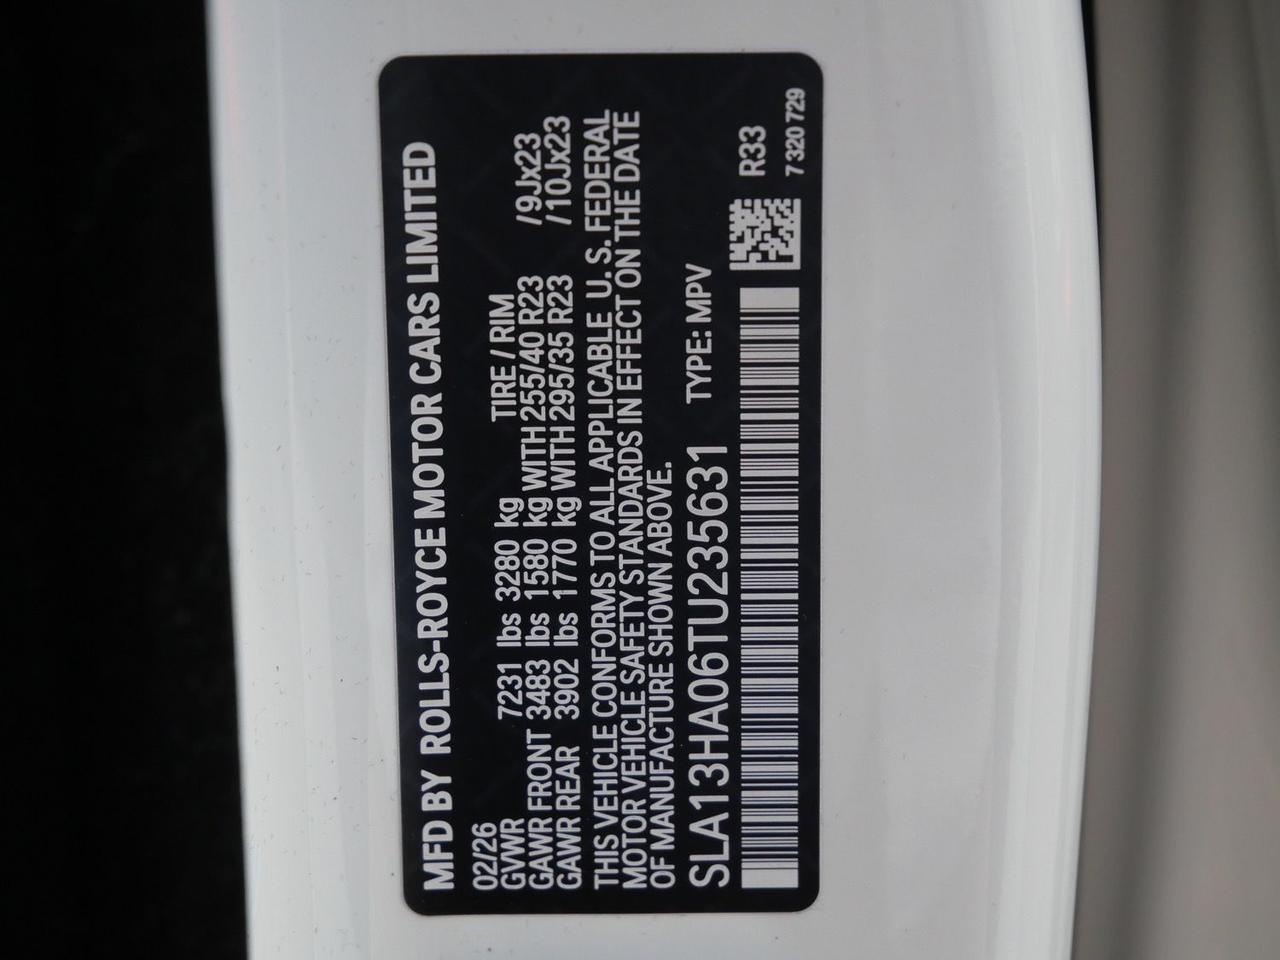 MFD BY ROLLS-ROYCE MOTOR CARS LIMITED
02/26
GVWR 7231 lbs 3280 kg TIRE / RIM
GAWR FRONT 3483 lbs 1580 kg WITH 255/40 R23 /9Jx23
GAWR REAR 3902 lbs 1770 kg WITH 295/35 R23 /10Jx23
THIS VEHICLE CONFORMS TO ALL APPLICABLE U.S. FEDERAL
MOTOR VEHICLE SAFETY STANDARDS IN EFFECT ON THE DATE
OF MANUFACTURE SHOWN ABOVE.
SLA13HA06TU235631 TYPE: MPV
R33
7 320 729